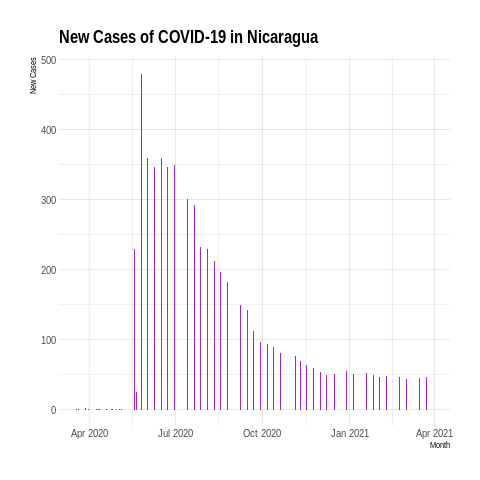 New Cases of COVID-19 in Nicaragua
New Cases
500
400
300
200
100
0
Apr 2020
Jul 2020
Oct 2020
Jan 2021
Apr 2021
Month